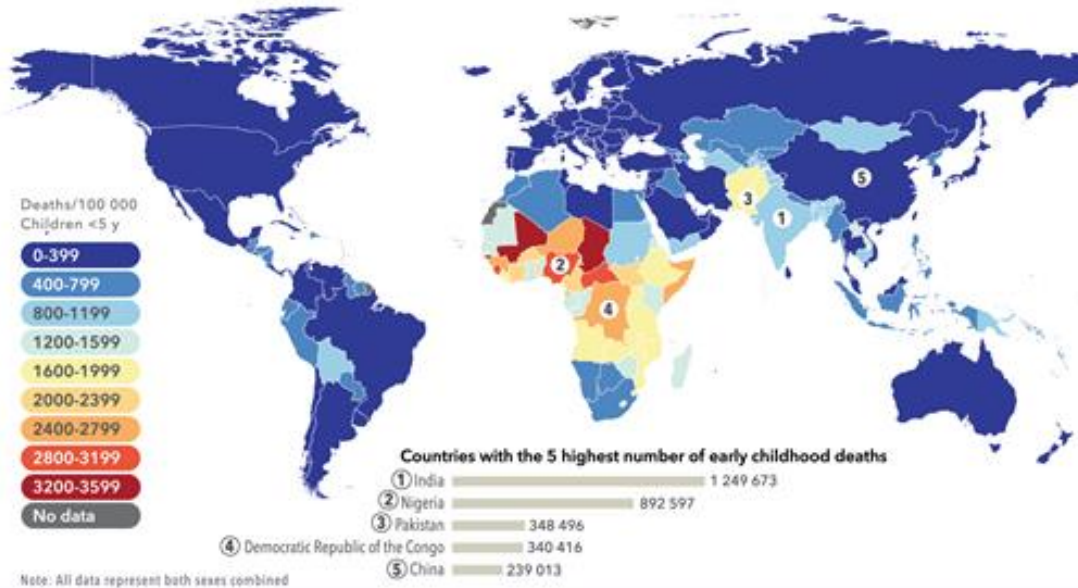 Deaths/100 000
Children <5 y
0-399
400-799
800-1199
1200-1599
1600-1999
2000-2399
2400-2799
2800-3199
3200-3599
No data
5
3
1
2
4
Countries with the 5 highest number of early childhood deaths
1 India 1 249 673
2 Nigeria 892 597
3 Pakistan 348 496
4 Democratic Republic of the Congo 340 416
5 China 239 013
Note: All data represent both sexes combined